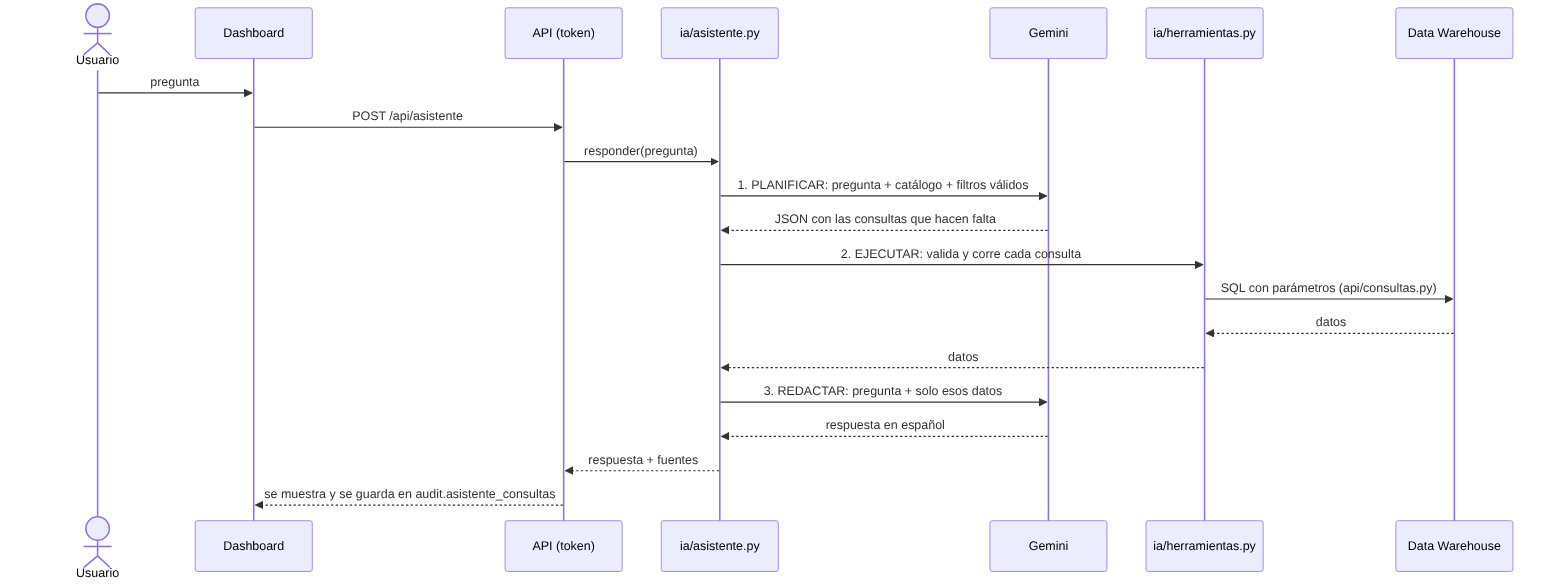 Usuario
Dashboard
API (token)
ia/asistente.py
Gemini
ia/herramientas.py
Data Warehouse
pregunta
POST /api/asistente
responder(pregunta)
1. PLANIFICAR: pregunta + catálogo + filtros válidos
JSON con las consultas que hacen falta
2. EJECUTAR: valida y corre cada consulta
SQL con parámetros (api/consultas.py)
datos
datos
3. REDACTAR: pregunta + solo esos datos
respuesta en español
respuesta + fuentes
se muestra y se guarda en audit.asistente_consultas
Usuario
Dashboard
API (token)
ia/asistente.py
Gemini
ia/herramientas.py
Data Warehouse